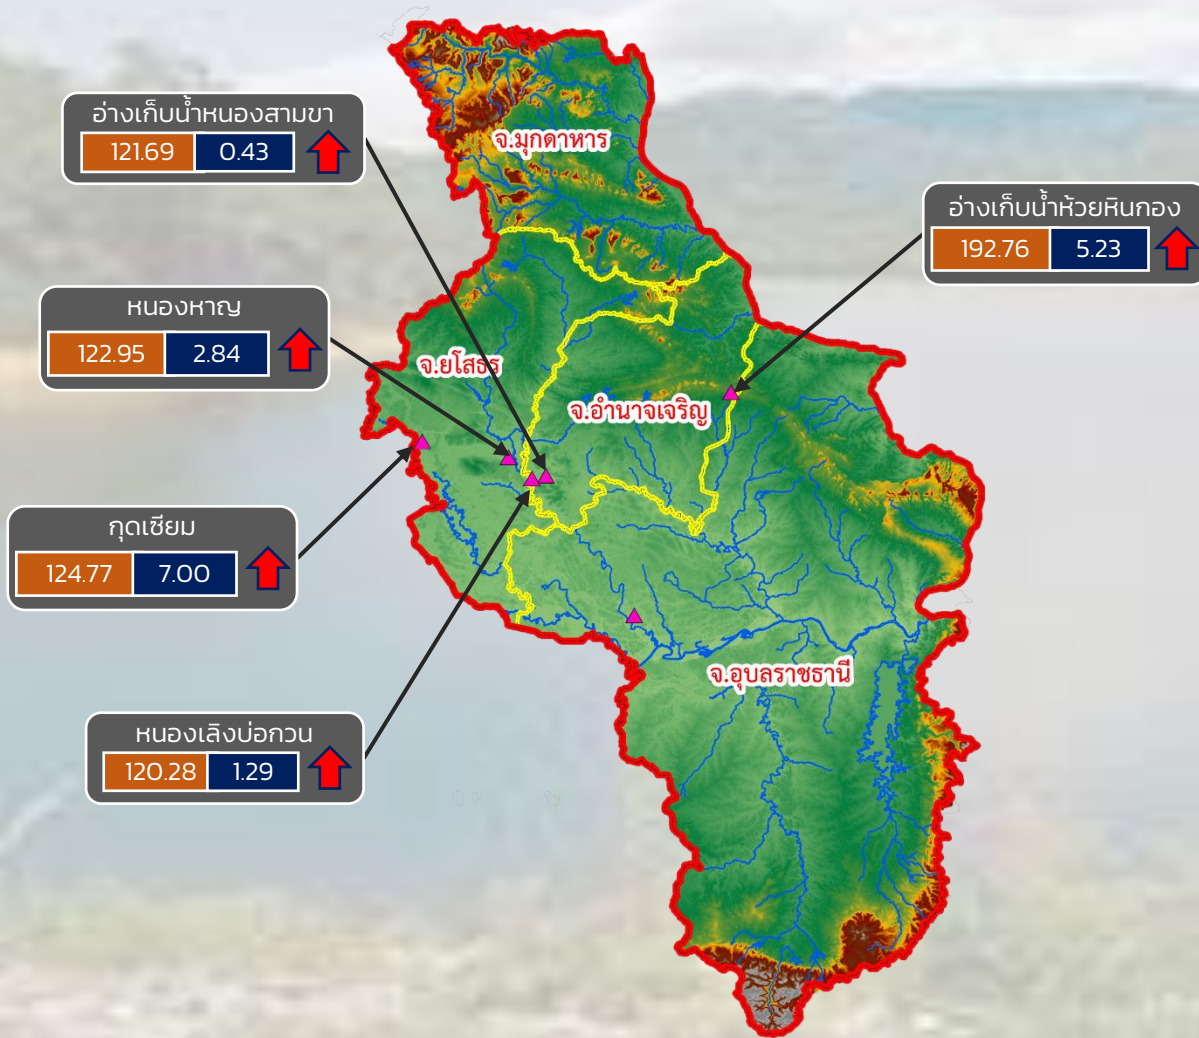 อ่างเก็บน้ำหนองสามขา
121.69 0.43
จ.มุกดาหาร
อ่างเก็บน้ำห้วยหินกอง
192.76 5.23
หนองหาญ
122.95 2.84
จ.ยโสธร
จ.อำนาจเจริญ
กุดเซียม
124.77 7.00
จ.อุบลราชธานี
หนองเลิงบ่อกวน
120.28 1.29